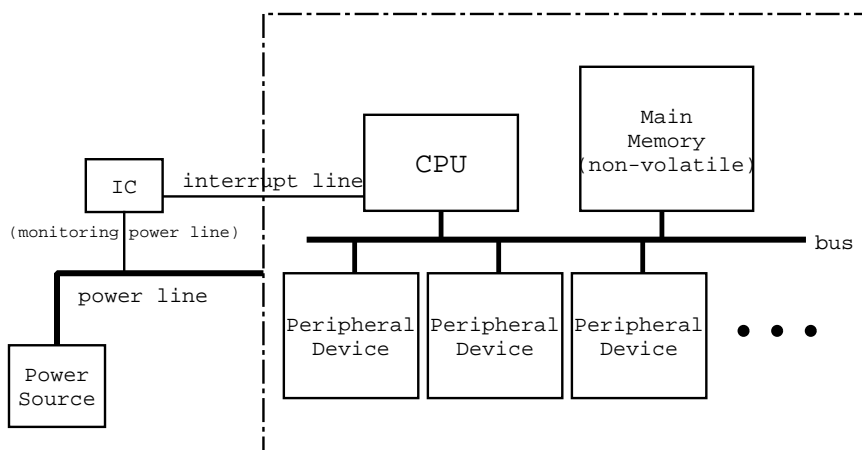 Main
Memory
(non-volatile)
CPU
IC
interrupt line
(monitoring power line)
bus
power line
Peripheral
Device
Peripheral
Device
Peripheral
Device
Power
Source